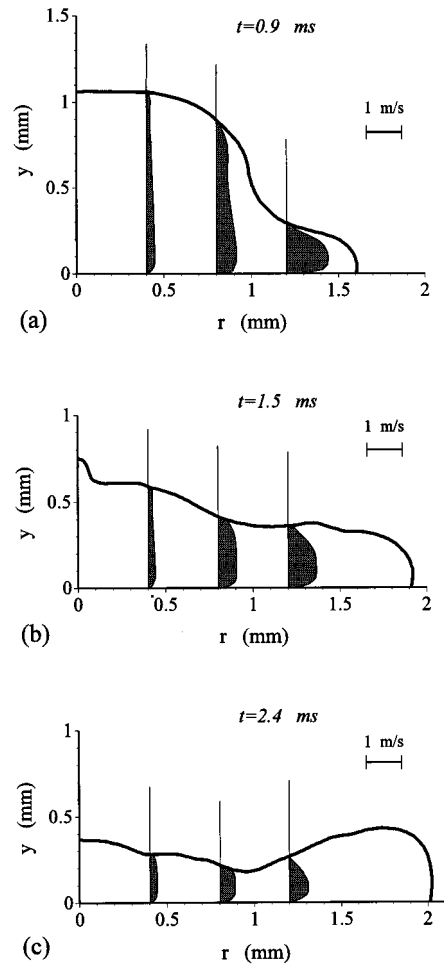 t=0.9 ms
1.5
1
0.5
0
y (mm)
1 m/s
0 0.5 1 1.5 2
(a) r (mm)
t=1.5 ms
1
0.5
0
y (mm)
1 m/s
0 0.5 1 1.5 2
(b) r (mm)
t=2.4 ms
1
0.5
0
y (mm)
1 m/s
0 0.5 1 1.5 2
(c) r (mm)